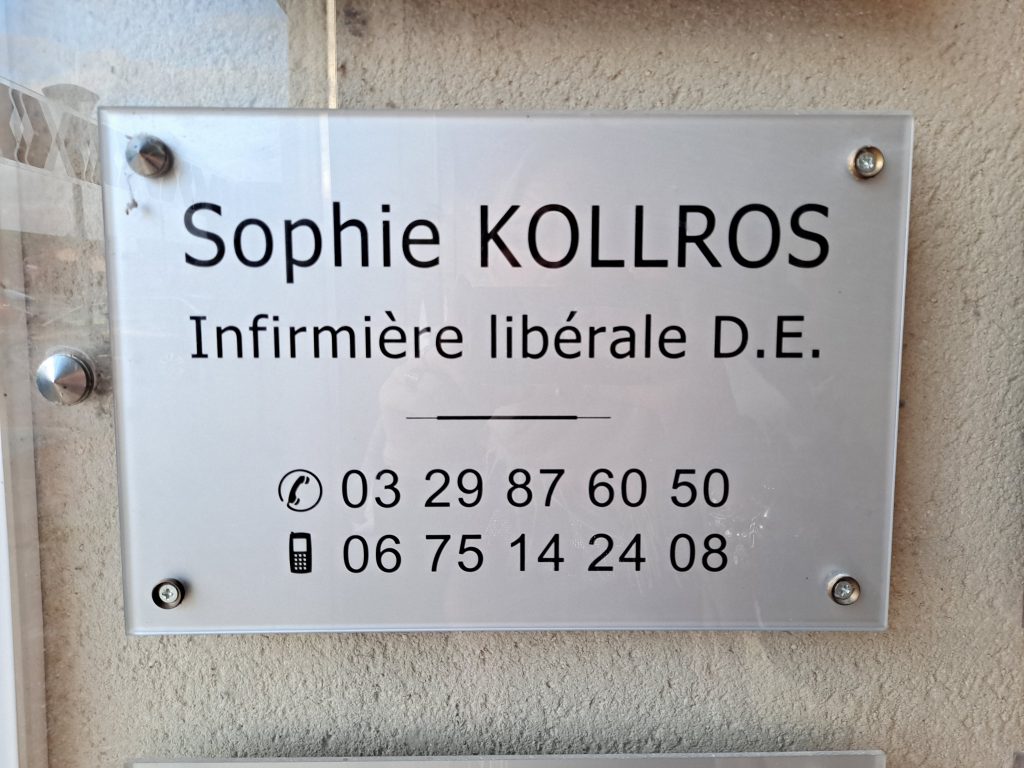 Sophie KOLLROS
Infirmière libérale D.E.
03 29 87 60 50
06 75 14 24 08